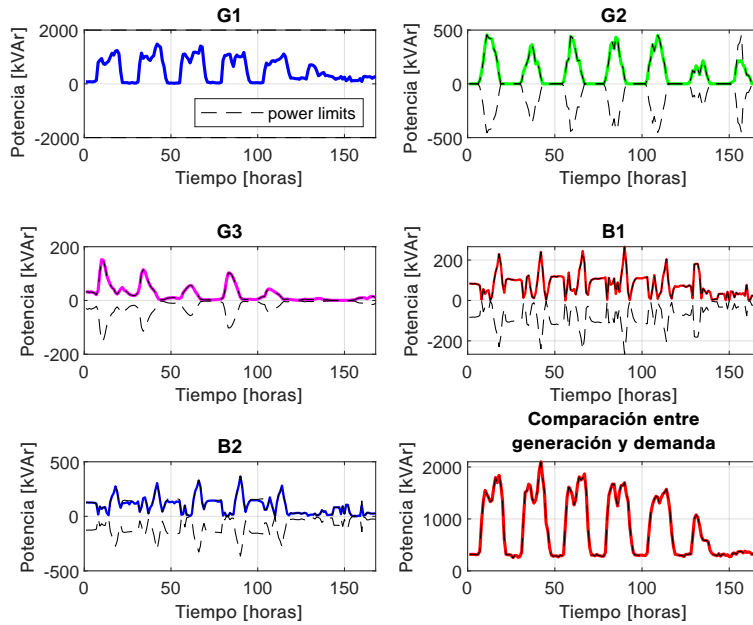 G1
Potencia [kVAr]
2000
0
-2000
power limits
0 50 100 150
Tiempo [horas]
G2
Potencia [kVAr]
500
0
500
0 50 100 150
Tiempo [horas]
G3
Potencia [kVAr]
200
0
-200
0 50 100 150
Tiempo [horas]
B1
Potencia [kVAr]
200
0
-200
0 50 100 150
Tiempo [horas]
B2
Potencia [kVAr]
500
0
-500
0 50 100 150
Tiempo [horas]
Comparación entre
generación y demanda
Potencia [kVAr]
2000
1000
0
0 50 100 150
Tiempo [horas]